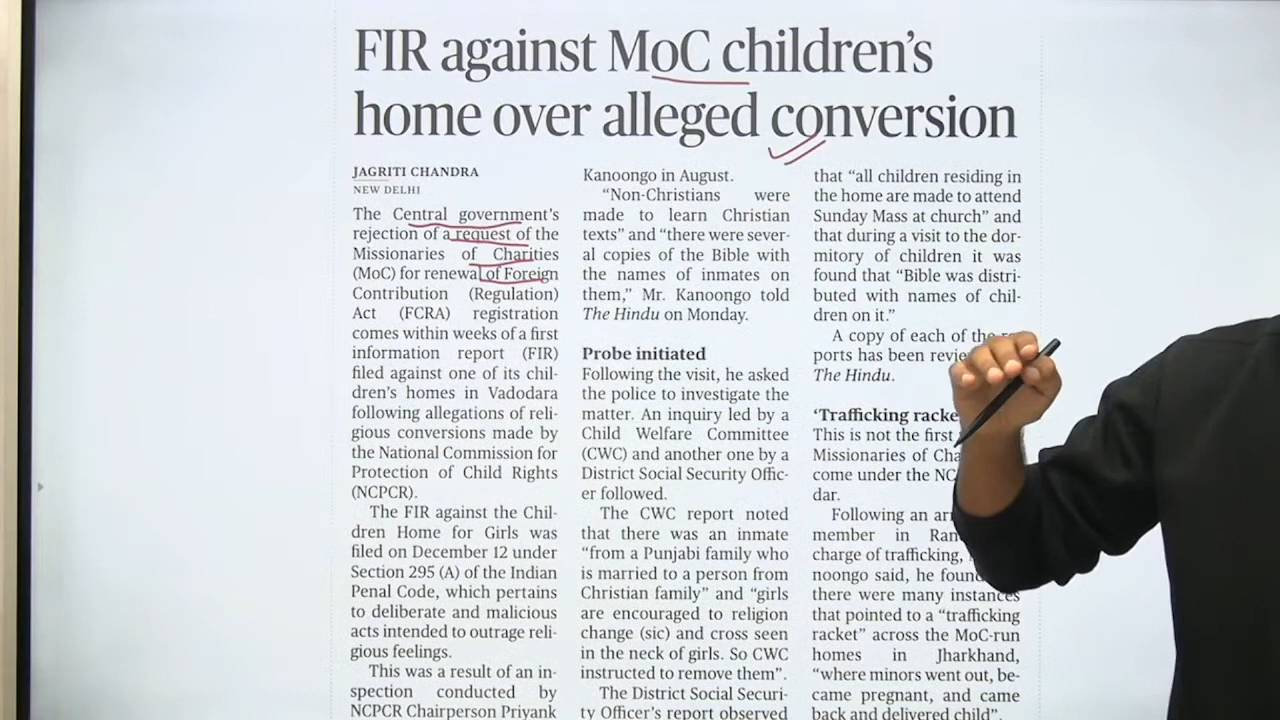 FIR against MoC children's
home over alleged conversion
JAGRITI CHANDRA
NEW DELHI
The Central government's
rejection of a request of the
Missionaries of Charities
(MoC) for renewal of Foreign
Contribution (Regulation)
Act (FCRA) registration
comes within weeks of a first
information report (FIR)
filed against one of its chil-
dren's homes in Vadodara
following allegations of reli-
gious conversions made by
the National Commission for
Protection of Child Rights
(NCPCR).
The FIR against the Chil-
dren Home for Girls was
filed on December 12 under
Section 295 (A) of the Indian
Penal Code, which pertains
to deliberate and malicious
acts intended to outrage reli-
gious feelings.
This was a result of an in-
spection conducted by
NCPCR Chairperson Priyank
Kanoongo in August.
"Non-Christians were
made to learn Christian
texts" and "there were sever-
al copies of the Bible with
the names of inmates on
them," Mr. Kanoongo told
The Hindu on Monday.
Probe initiated
Following the visit, he asked
the police to investigate the
matter. An inquiry led by a
Child Welfare Committee
(CWC) and another one by a
District Social Security Offic-
er followed.
The CWC report noted
that there was an inmate
"from a Punjabi family who
is married to a person from
Christian family" and "girls
are encouraged to religion
change (sic) and cross seen
in the neck of girls. So CWC
instructed to remove them".
The District Social Securi-
ty Officer's report observed
that "all children residing in
the home are made to attend
Sunday Mass at church" and
that during a visit to the dor-
mitory of children it was
found that "Bible was distri-
buted with names of chil-
dren on it."
A copy of each of the
ports has been
The Hindu.
'Trafficking
This is not the first
Missionaries of
come under the
dar.
Following an
member in
charge of trafficking,
noongo said, he
there were many instances
that pointed to a "trafficking
racket" across the MoC-run
homes in Jharkhand,
"where minors went out, be-
came pregnant, and came
back and delivered child".